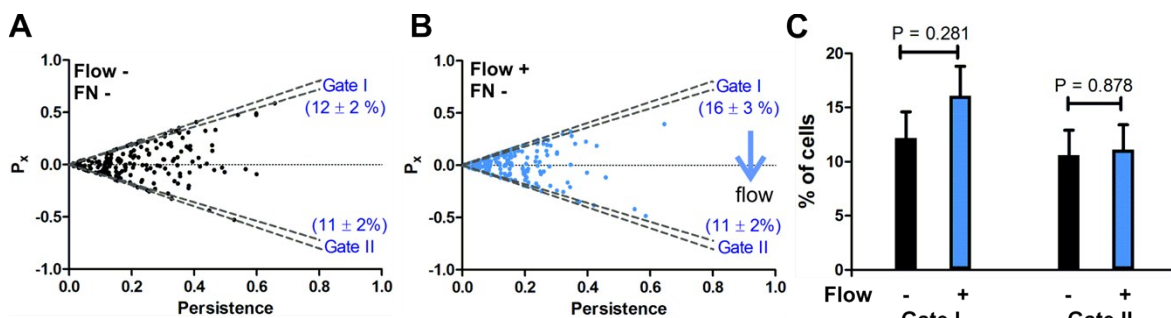 A
Flow -
FN -
1.0
0.5
0.0
-0.5
-1.0
Px
Gate I
(12 ± 2 %)
(11 ± 2%)
Gate II
0.0 0.2 0.4 0.6 0.8 1.0
Persistence
B
Flow +
FN -
1.0
0.5
0.0
-0.5
-1.0
Px
Gate I
(16 ± 3 %)
flow
(11 ± 2%)
Gate II
0.0 0.2 0.4 0.6 0.8 1.0
Persistence
C
P = 0.281
P = 0.878
20
15
10
5
0
% of cells
Flow - + - +
Gate I Gate II